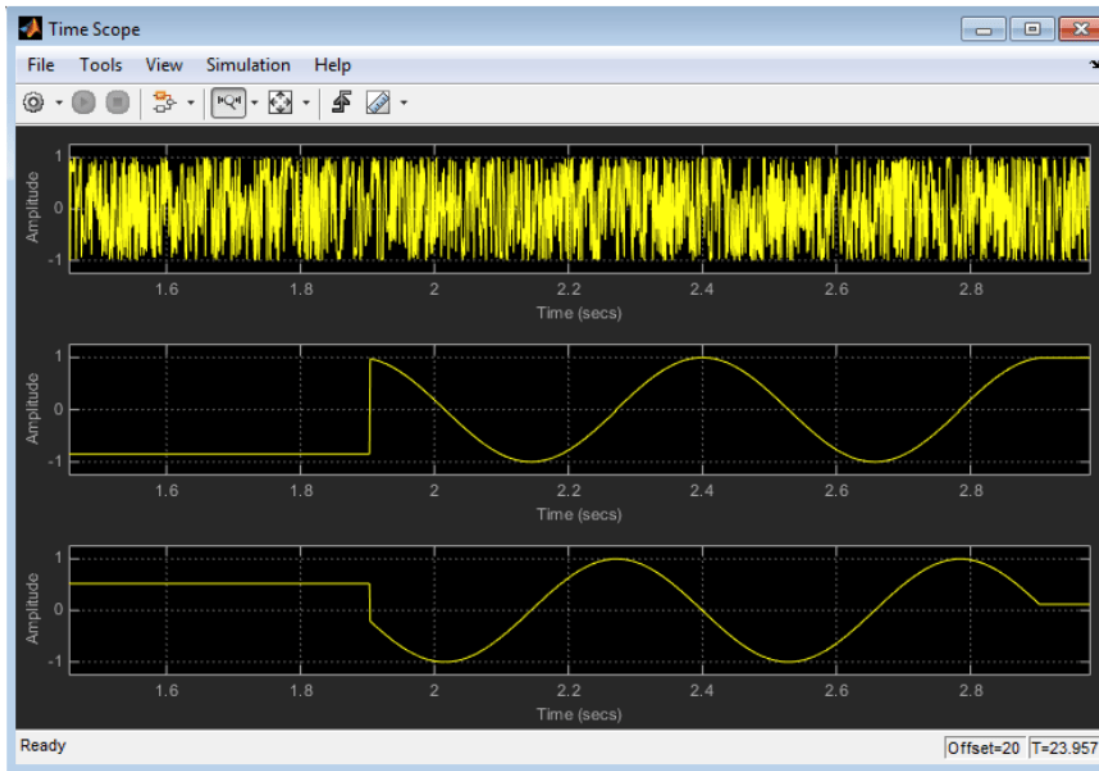 Time Scope
File Tools View Simulation Help
Amplitude
1
0
-1
1.6 1.8 2 2.2 2.4 2.6 2.8
Time (secs)
Amplitude
1
0
-1
1.6 1.8 2 2.2 2.4 2.6 2.8
Time (secs)
Amplitude
1
0
-1
1.6 1.8 2 2.2 2.4 2.6 2.8
Time (secs)
Ready Offset=20 T=23.957